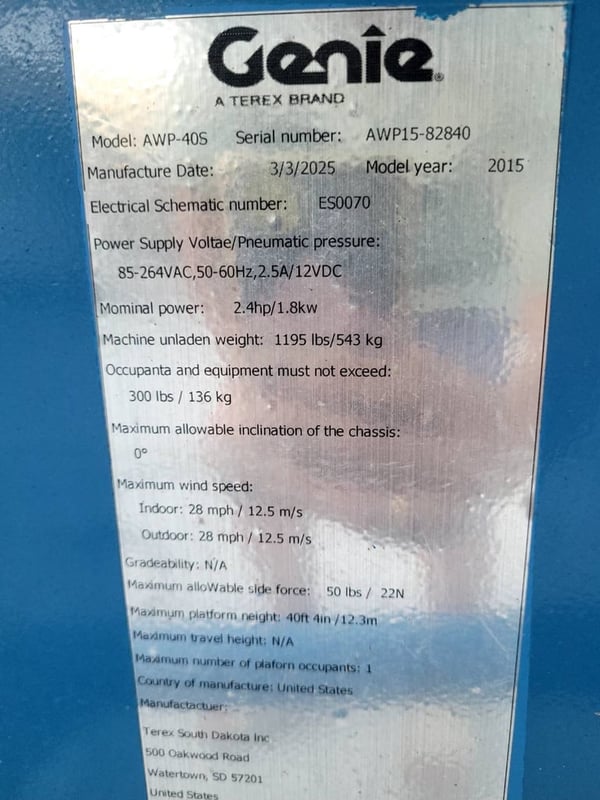 Genie®
A TEREX BRAND
Model: AWP-40S Serial number: AWP15-82840
Manufacture Date: 3/3/2025 Model year: 2015
Electrical Schematic number: ES0070
Power Supply Voltae/Pneumatic pressure:
85-264VAC,50-60Hz,2.5A/12VDC
Mominal power: 2.4hp/1.8kw
Machine unladen weight: 1195 lbs/543 kg
Occupanta and equipment must not exceed:
300 lbs / 136 kg
Maximum allowable inclination of the chassis:
0°
Maximum wind speed:
Indoor: 28 mph / 12.5 m/s
Outdoor: 28 mph / 12.5 m/s
Gradeability: N/A
Maximum alloWable side force: 50 lbs / 22N
Maximum platform neight: 40ft 4in /12.3m
Maximum travel height: N/A
Maximum number of plaforn occupants: 1
Country of manufacture: United States
Manufactactuer:
Terex South Dakota Inc
500 Oakwood Road
Watertown, SD 57201
United States